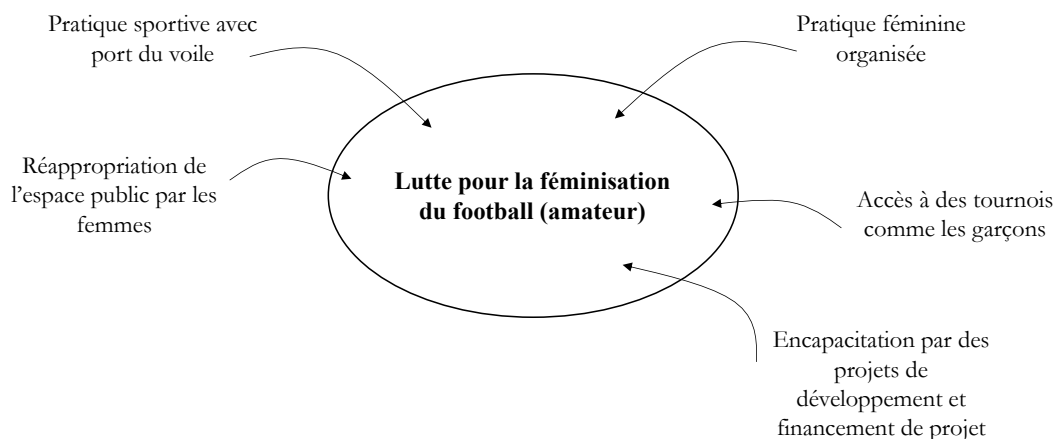 Pratique sportive avec
port du voile
Pratique féminine
organisée
Réappropriation de
l'espace public par les
femmes
Lutte pour la féminisation
du football (amateur)
Accès à des tournois
comme les garçons
Encapacitation par des
projets de
développement et
financement de projet